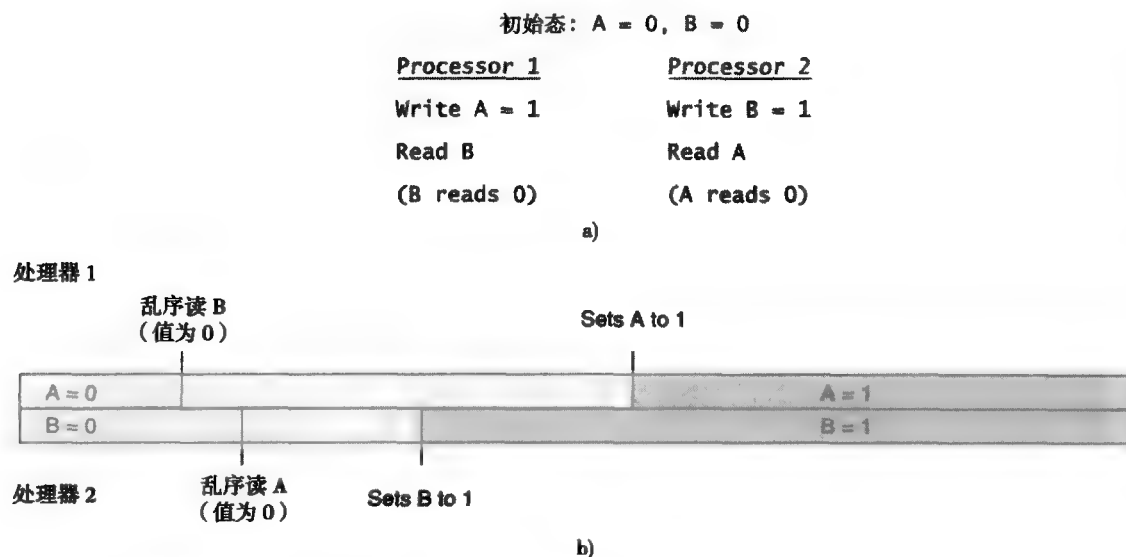 初始态: A = 0, B = 0
Processor 1 Processor 2
Write A = 1 Write B = 1
Read B Read A
(B reads 0) (A reads 0)
a)
处理器 1
乱序读 B
(值为 0)
Sets A to 1
A = 0 A = 1
B = 0 B = 1
处理器 2
乱序读 A
(值为 0)
Sets B to 1
b)